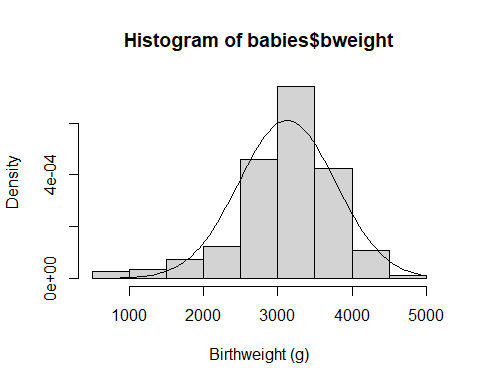 Histogram of babies$bweight
Density
4e-04
0e+00
1000 2000 3000 4000 5000
Birthweight (g)